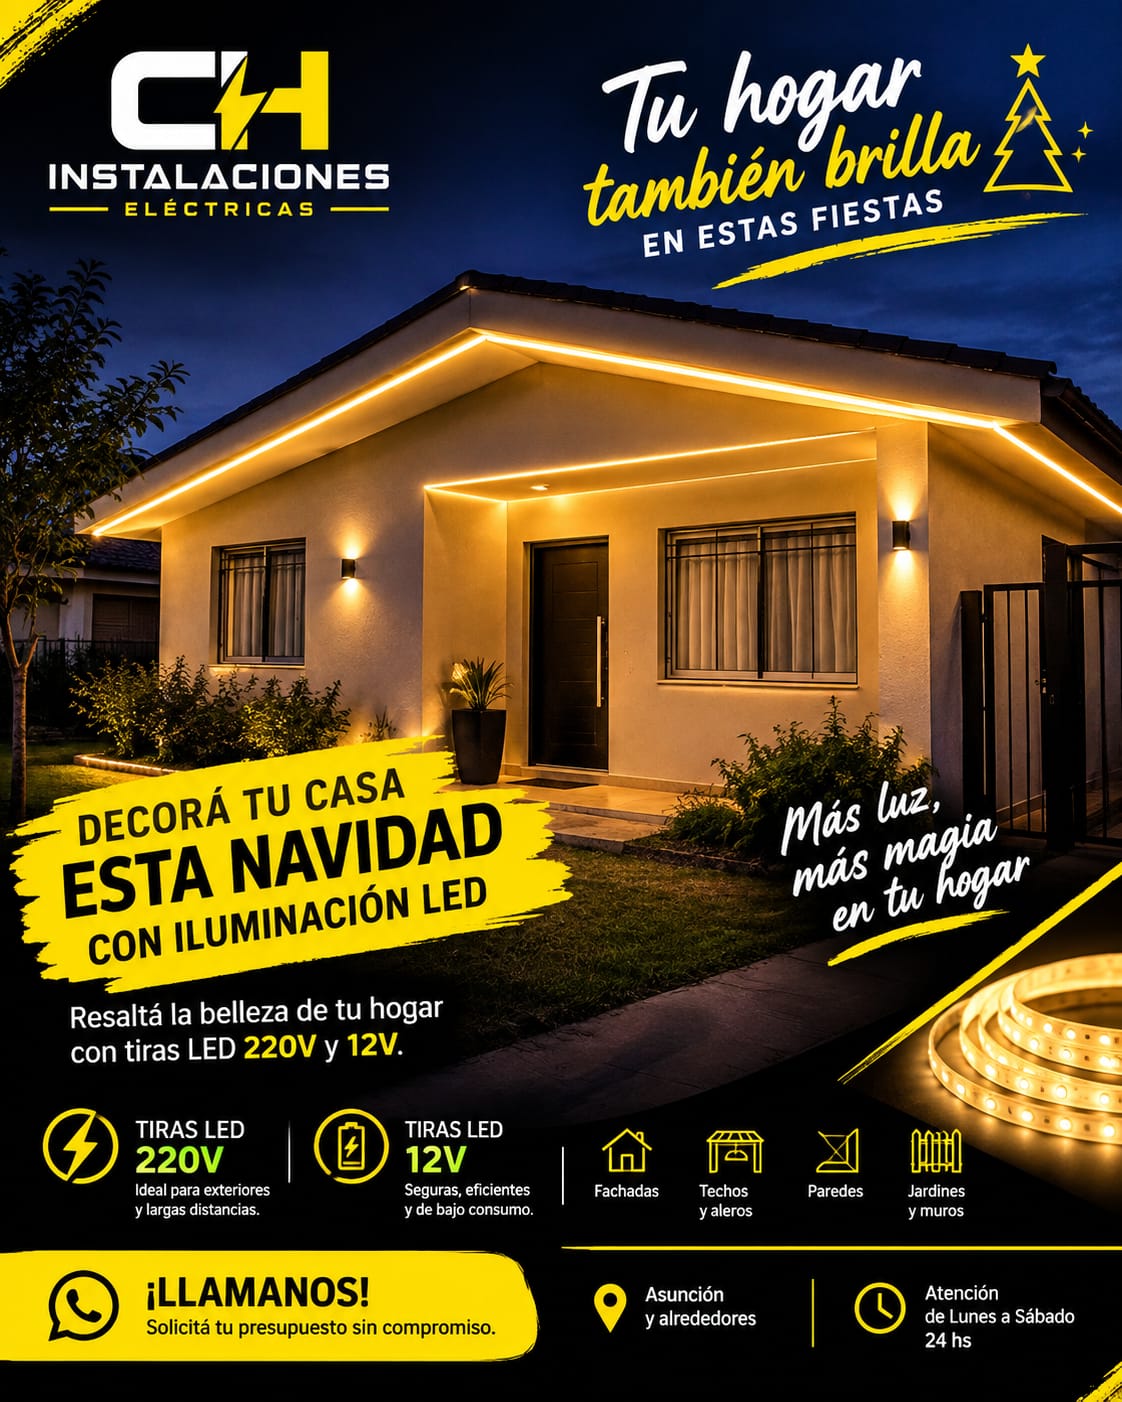 CH
INSTALACIONES
ELÉCTRICAS
Tu hogar
también brilla
EN ESTAS FIESTAS
DECORÁ TU CASA
ESTA NAVIDAD
CON ILUMINACIÓN LED
Más luz,
más magia
en tu hogar
Resaltá la belleza de tu hogar
con tiras LED 220V y 12V.
TIRAS LED
220V
Ideal para exteriores
y largas distancias.
TIRAS LED
12V
Seguras, eficientes
y de bajo consumo.
Fachadas
Techos
y aleros
Paredes
Jardines
y muros
¡LLAMANOS!
Solicitá tu presupuesto sin compromiso.
Asunción
y alrededores
Atención
de Lunes a Sábado
24 hs